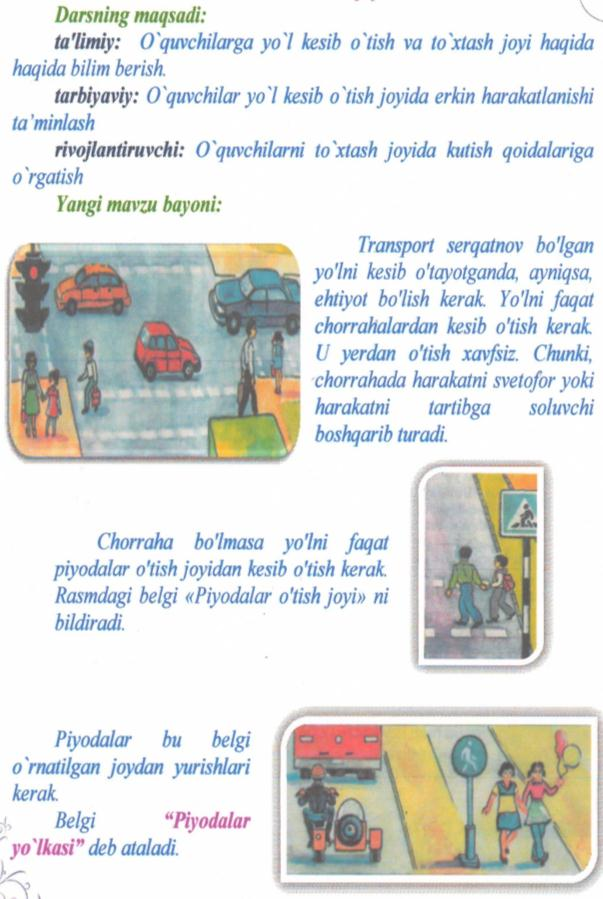 Darsning maqsadi:
ta'limiy: O`quvchilarga yo`l kesib o`tish va to`xtash joyi haqida
haqida bilim berish.
tarbiyaviy: O`quvchilar yo`l kesib o`tish joyida erkin harakatlanishi
ta'minlash
rivojlantiruvchi: O`quvchilarni to`xtash joyida kutish qoidalariga
o`rgatish
Yangi mavzu bayoni:
Transport serqatnov bo'lgan
yo'lni kesib o'tayotganda, ayniqsa,
ehtiyot bo'lish kerak. Yo'lni faqat
chorrahalardan kesib o'tish kerak.
U yerdan o'tish xavfsiz. Chunki,
chorrahada harakatni svetofor yoki
harakatni tartibga soluvchi
boshqarib turadi.
Chorraha bo'lmasa yo'lni faqat
piyodalar o'tish joyidan kesib o'tish kerak.
Rasmdagi belgi «Piyodalar o'tish joyi» ni
bildiradi.
Piyodalar bu belgi
o`rnatilgan joydan yurishlari
kerak.
Belgi “Piyodalar
yo`lkasi” deb ataladi.